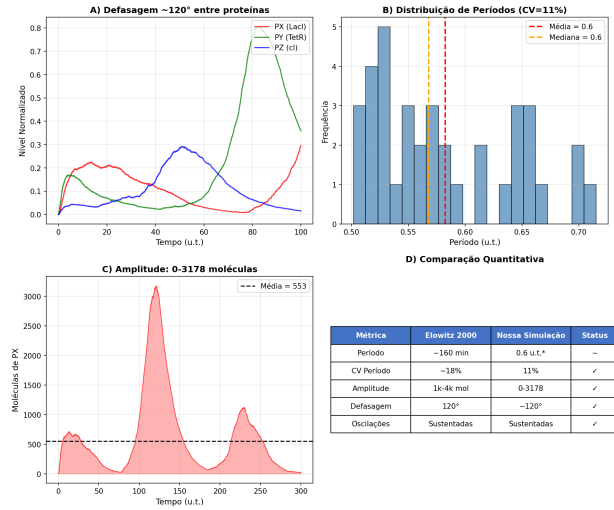 A) Defasagem ~120° entre proteínas
PX (LacI)
PY (TetR)
PZ (cI)
Nível Normalizado
0.8
0.7
0.6
0.5
0.4
0.3
0.2
0.1
0.0
0 20 40 60 80 100
Tempo (u.t.)
B) Distribuição de Períodos (CV=11%)
Média = 0.6
Mediana = 0.6
Frequência
5
4
3
2
1
0
0.50 0.55 0.60 0.65 0.70
Período (u.t.)
C) Amplitude: 0-3178 moléculas
Média = 553
Moléculas de PX
3000
2500
2000
1500
1000
500
0
0 50 100 150 200 250 300
Tempo (u.t.)
D) Comparação Quantitativa
Métrica Elowitz 2000 Nossa Simulação Status
Período ~160 min 0.6 u.t.* ~
CV Período ~18% 11% ✓
Amplitude 1k-4k mol 0-3178 ✓
Defasagem 120° ~120° ✓
Oscilações Sustentadas Sustentadas ✓